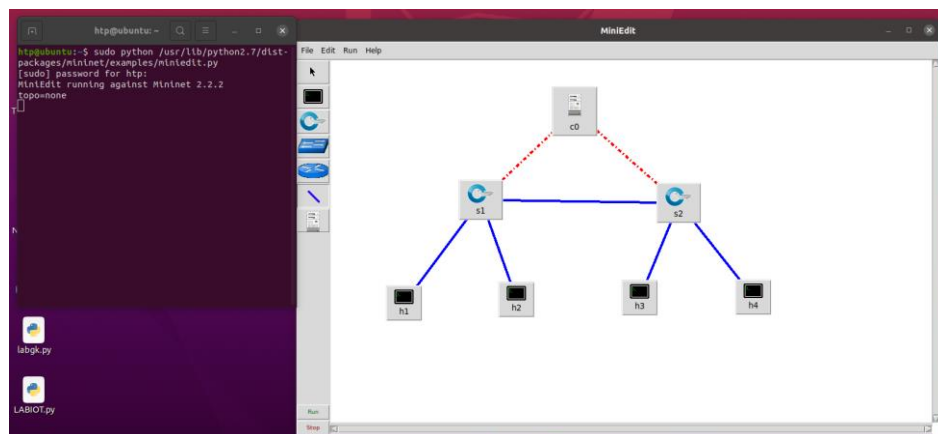 htp@ubuntu: ~
htp@ubuntu:~$ sudo python /usr/lib/python2.7/dist-
packages/mininet/examples/miniedit.py
[sudo] password for htp:
MiniEdit running against Mininet 2.2.2
topo=none
labgk.py
LABIOT.py
MiniEdit
File Edit Run Help
c0
s1
s2
h1
h2
h3
h4
Run
Stop